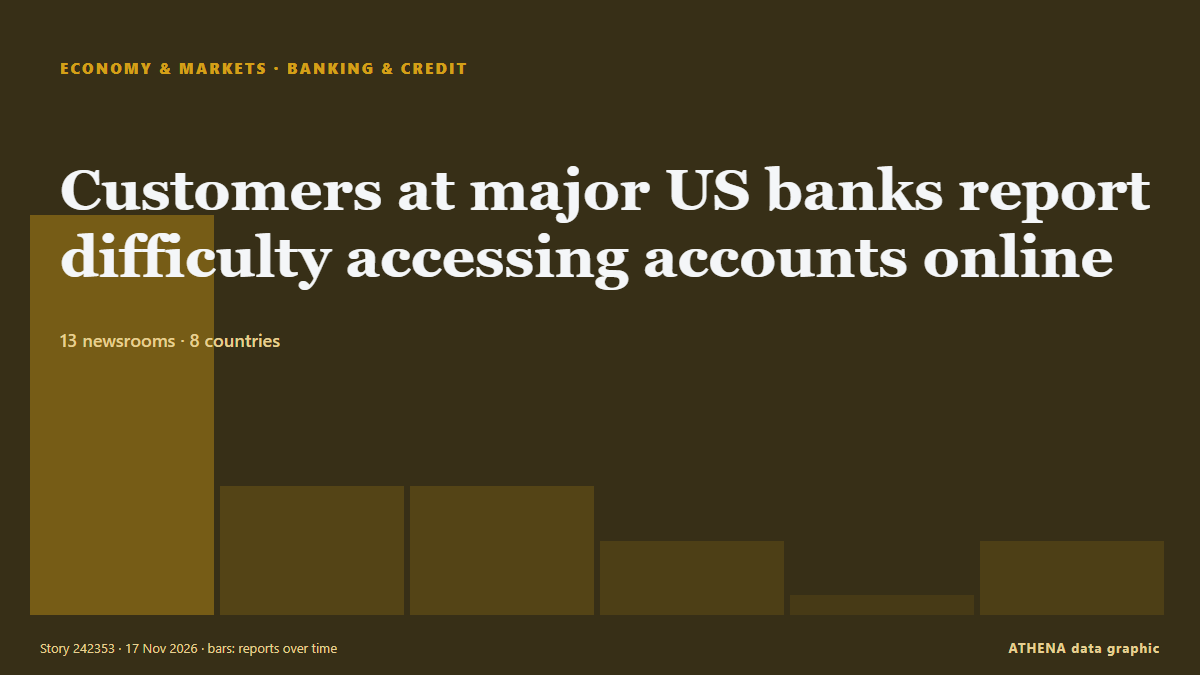 ECONOMY & MARKETS · BANKING & CREDIT
Customers at major US banks report
difficulty accessing accounts online
13 newsrooms · 8 countries
Story 242353 · 17 Nov 2026 · bars: reports over time
ATHENA data graphic